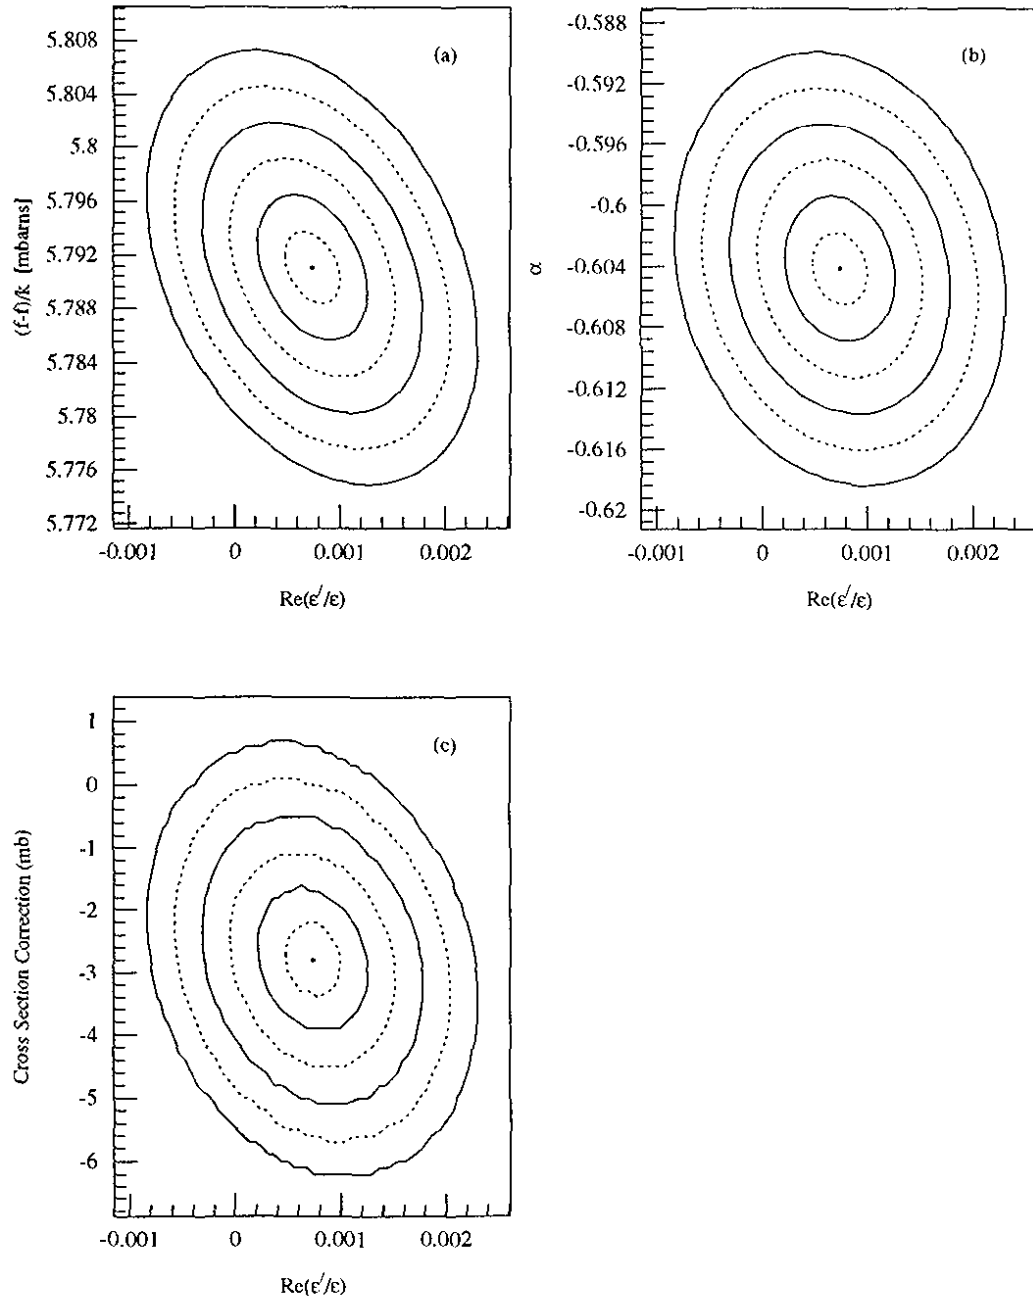 (a)
5.808
5.804
5.8
5.796
5.792
5.788
5.784
5.78
5.776
5.772
(f-f)/k [mbarns]
-0.001 0 0.001 0.002
Re(ε′/ε)
(b)
-0.588
-0.592
-0.596
-0.6
-0.604
-0.608
-0.612
-0.616
-0.62
α
-0.001 0 0.001 0.002
Re(ε′/ε)
(c)
1
0
-1
-2
-3
-4
-5
-6
Cross Section Correction (mb)
-0.001 0 0.001 0.002
Re(ε′/ε)